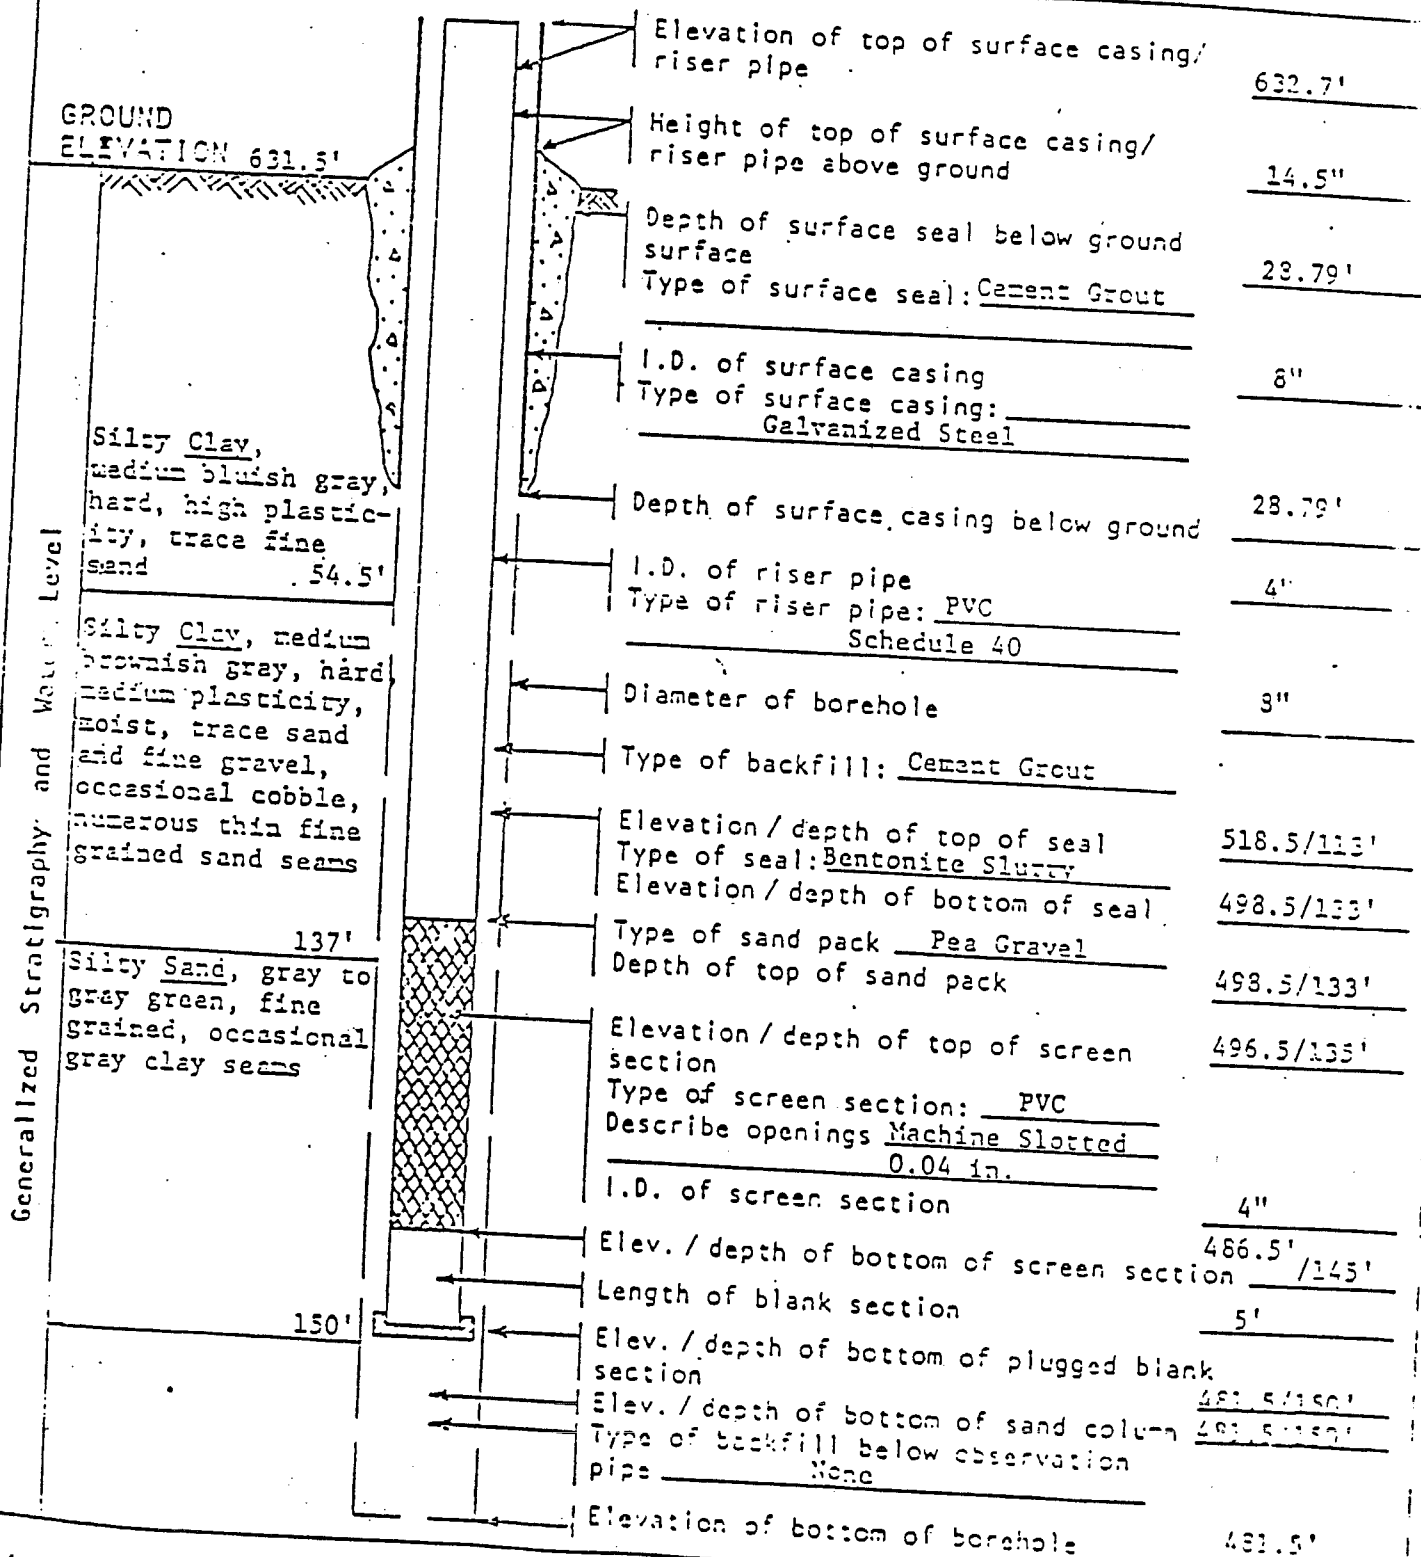 Elevation of top of surface casing/
riser pipe
632.7'
GROUND
ELEVATION 631.5'
Height of top of surface casing/
riser pipe above ground
14.5"
Depth of surface seal below ground
surface
28.79'
Type of surface seal: Cement Grout
I.D. of surface casing
8"
Type of surface casing:
Galvanized Steel
Depth of surface casing below ground
28.79'
I.D. of riser pipe
4"
Type of riser pipe: PVC
Schedule 40
Diameter of borehole
8"
Type of backfill: Cement Grout
Elevation / depth of top of seal
518.5/113'
Type of seal: Bentonite Slurry
Elevation / depth of bottom of seal
498.5/133'
Type of sand pack Pea Gravel
Depth of top of sand pack
498.5/133'
Elevation / depth of top of screen
section
496.5/135'
Type of screen section: PVC
Describe openings Machine Slotted
0.04 in.
I.D. of screen section
4"
Elev. / depth of bottom of screen section
486.5'
/145'
Length of blank section
5'
Elev. / depth of bottom of plugged blank
section
481.5/150'
Elev. / depth of bottom of sand column
Type of backfill below observation
pipe None
Elevation of bottom of borehole
481.5'
Generalized Stratigraphy and Water Level
Silty Clay,
medium bluish gray,
hard, high plastic-
ity, trace fine
sand 54.5'
Silty Clay, medium
brownish gray, hard,
medium plasticity,
moist, trace sand
and fine gravel,
occasional cobble,
numerous thin fine
grained sand seams
137'
Silty Sand, gray to
gray green, fine
grained, occasional
gray clay seams
150'